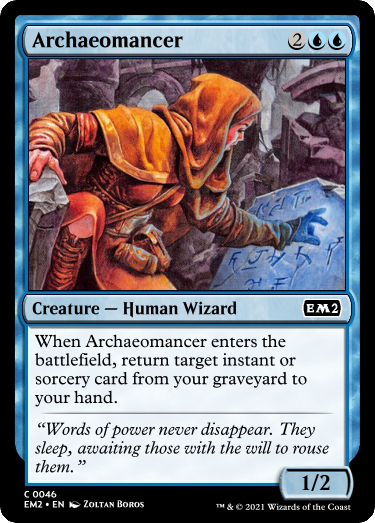 Archaeomancer 2
Creature — Human Wizard EM2
When Archaeomancer enters the
battlefield, return target instant or
sorcery card from your graveyard to
your hand.
“Words of power never disappear. They
sleep, awaiting those with the will to rouse
them.”
1/2
C 0046
EM2 • EN Zoltan Boros
™ & © 2021 Wizards of the Coast